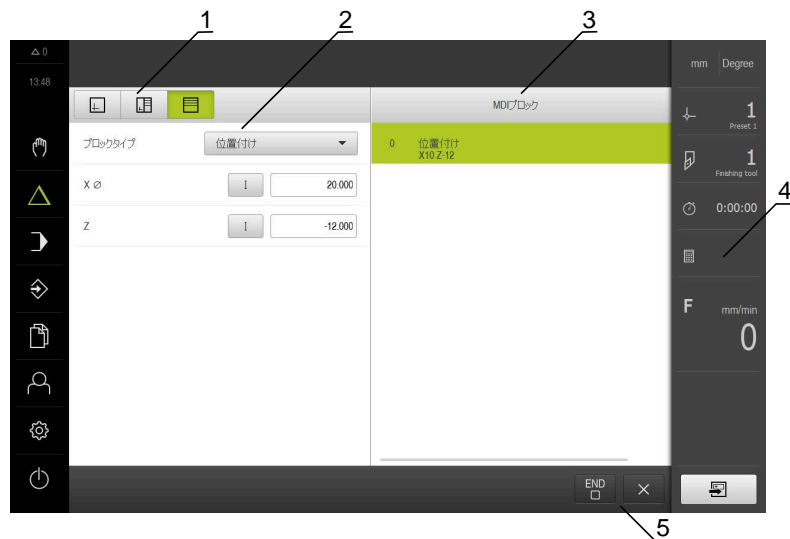 1 2 3
0
13:48
mm Degree
MDIブロック
1
Preset 1
ブロックタイプ 位置付け
0 位置付け
X10 Z-12
1
Finishing tool
X ⌀ I 20.000
4
0:00:00
Z I -12.000
F mm/min
0
END
5